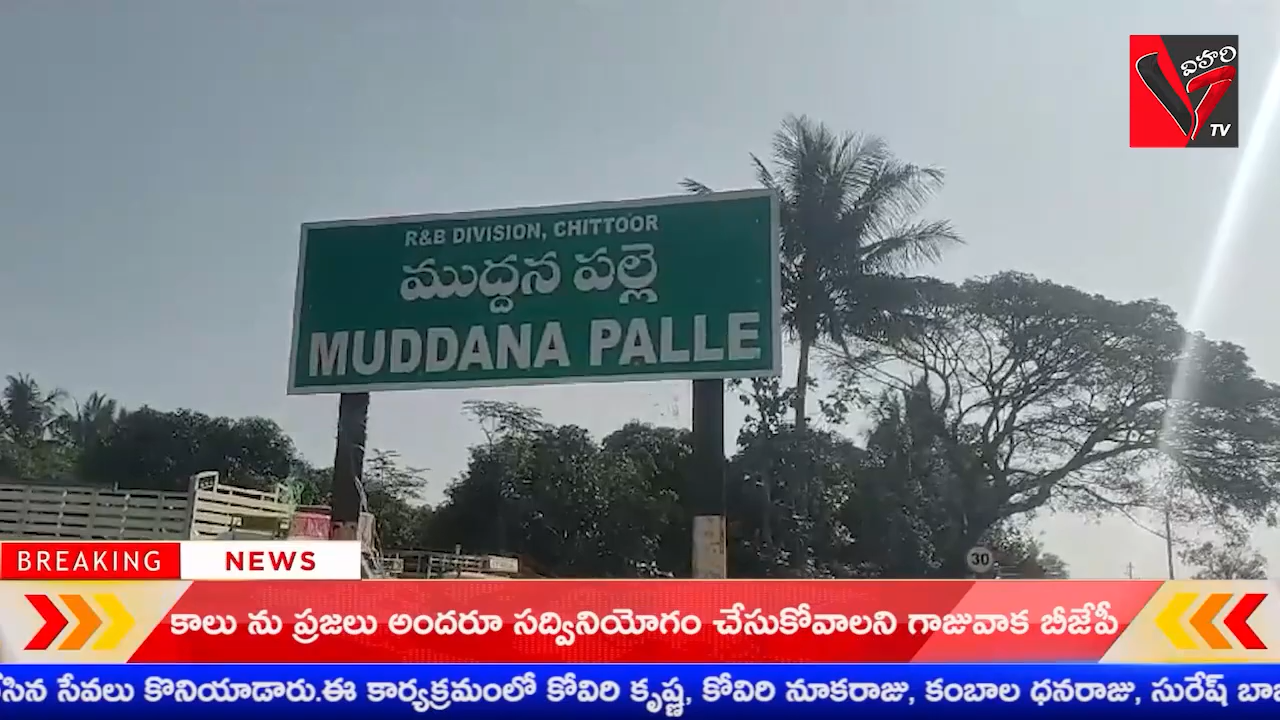 విహారి
TV
R&B DIVISION, CHITTOOR
ముద్దన పల్లె
MUDDANA PALLE
30
BREAKING NEWS
కాలు ను ప్రజలు అందరూ సద్వినియోగం చేసుకోవాలని గాజువాక బీజేపీ
సిన సేవలు కొనియాడారు.ఈ కార్యక్రమంలో కోవిరి కృష్ణ, కోవిరి నూకరాజు, కంబాల ధనరాజు, సురేష్